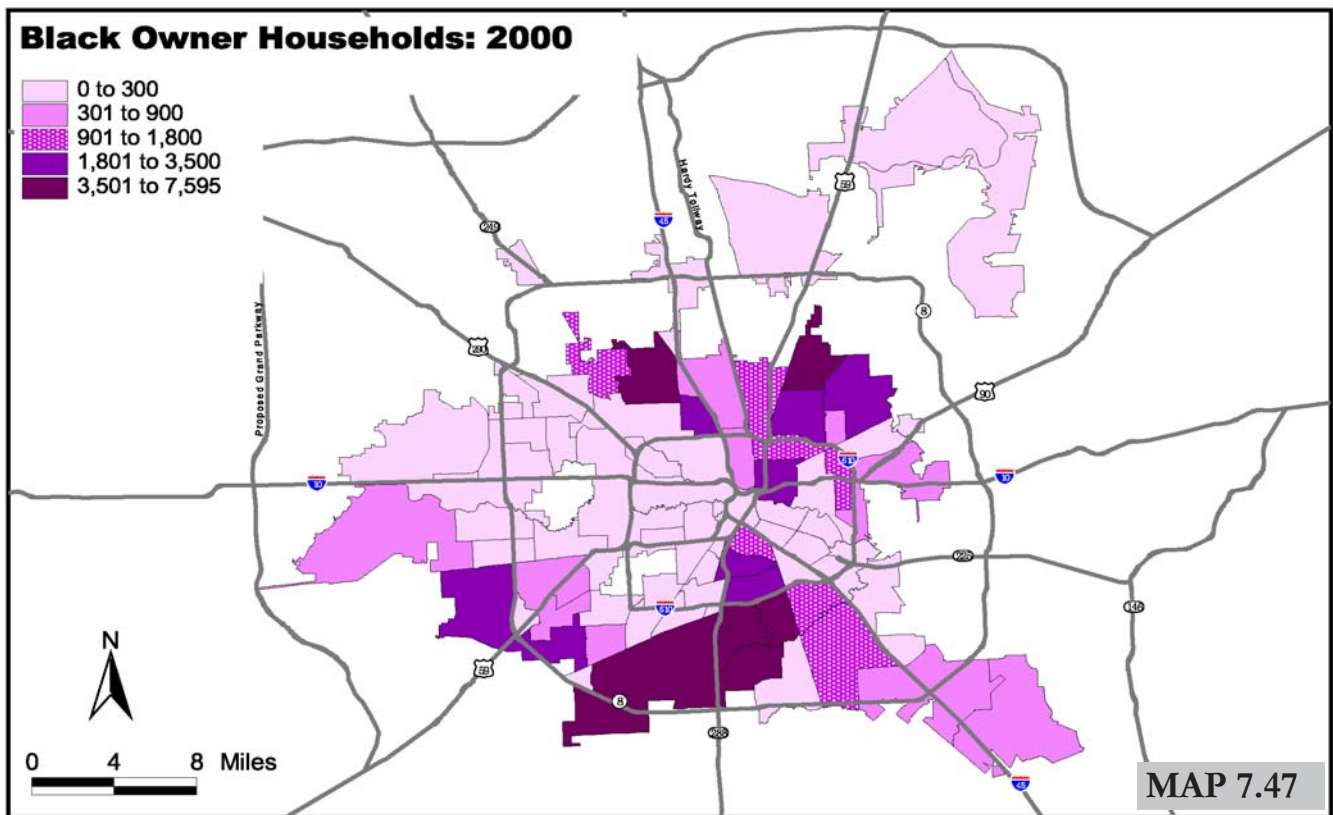 Black Owner Households: 2000
0 to 300
301 to 900
901 to 1,800
1,801 to 3,500
3,501 to 7,595
Hardy Tollway
59
45
249
8
290
90
Proposed Grand Parkway
610
10
10
225
146
610
N
59
8
288
0 4 8 Miles
45
MAP 7.47